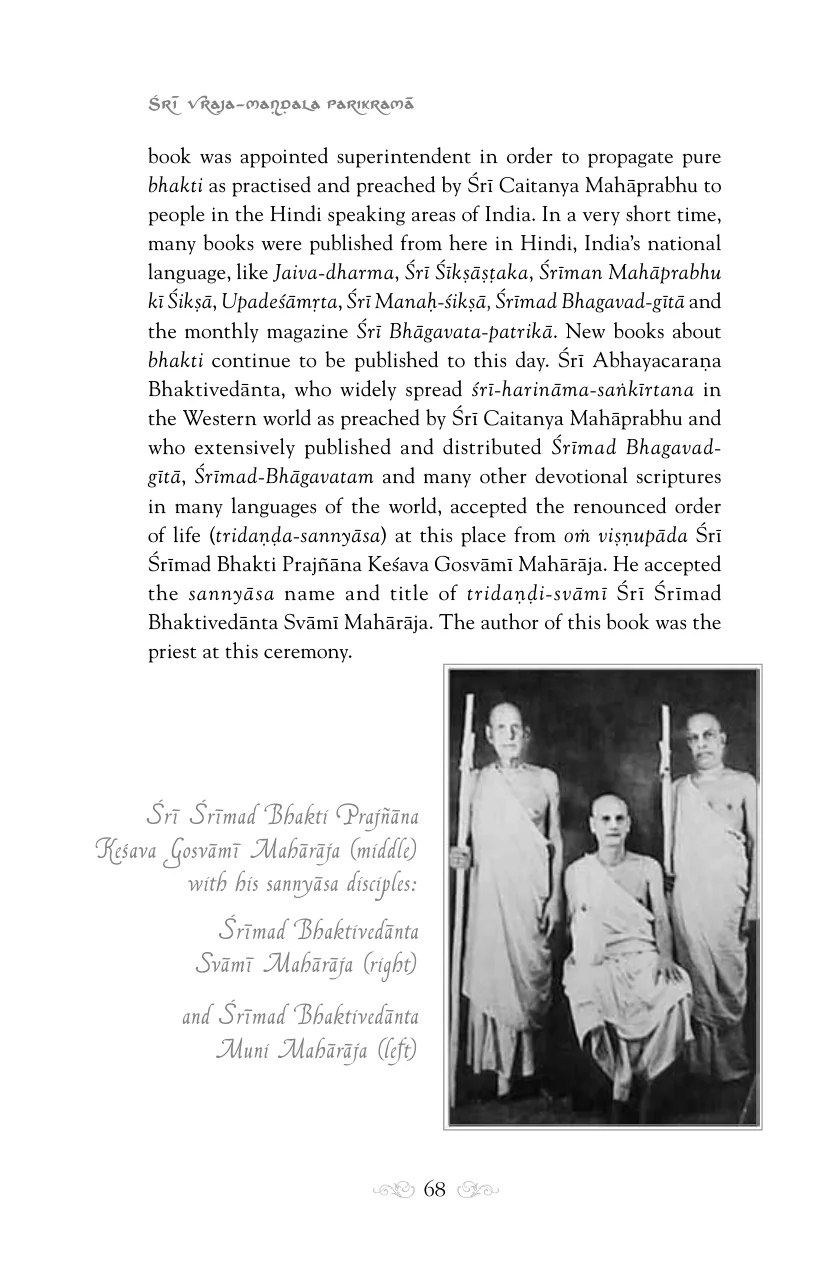 Śrī Vraja-maṇḍala Parikramā
book was appointed superintendent in order to propagate pure
bhakti as practised and preached by Śrī Caitanya Mahāprabhu to
people in the Hindi speaking areas of India. In a very short time,
many books were published from here in Hindi, India’s national
language, like Jaiva-dharma, Śrī Śīkṣāṣṭaka, Śrīman Mahāprabhu
kī Śikṣā, Upadeśāmṛta, Śrī Manaḥ-śikṣā, Śrīmad Bhagavad-gītā and
the monthly magazine Śrī Bhāgavata-patrikā. New books about
bhakti continue to be published to this day. Śrī Abhayacaraṇa
Bhaktivedānta, who widely spread śrī-harināma-saṅkīrtana in
the Western world as preached by Śrī Caitanya Mahāprabhu and
who extensively published and distributed Śrīmad Bhagavad-
gītā, Śrīmad-Bhāgavatam and many other devotional scriptures
in many languages of the world, accepted the renounced order
of life (tridaṇḍa-sannyāsa) at this place from oṁ viṣṇupāda Śrī
Śrīmad Bhakti Prajñāna Keśava Gosvāmī Mahārāja. He accepted
the sannyāsa name and title of tridaṇḍi-svāmī Śrī Śrīmad
Bhaktivedānta Svāmī Mahārāja. The author of this book was the
priest at this ceremony.
Śrī Śrīmad Bhakti Prajñāna
Keśava Gosvāmī Mahārāja (middle)
with his sannyāsa disciples:
Śrīmad Bhaktivedānta
Svāmī Mahārāja (right)
and Śrīmad Bhaktivedānta
Muni Mahārāja (left)
68